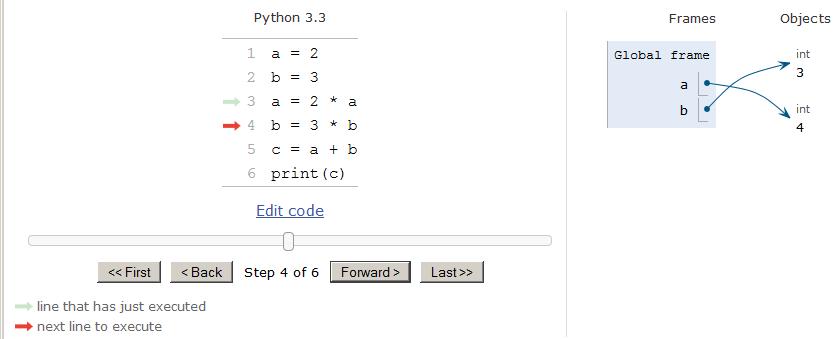 Python 3.3
1 a = 2
2 b = 3
3 a = 2 * a
4 b = 3 * b
5 c = a + b
6 print(c)
Edit code
<< First
< Back
Step 4 of 6
Forward >
Last >>
line that has just executed
next line to execute
Frames
Objects
Global frame
a
b
int
3
int
4